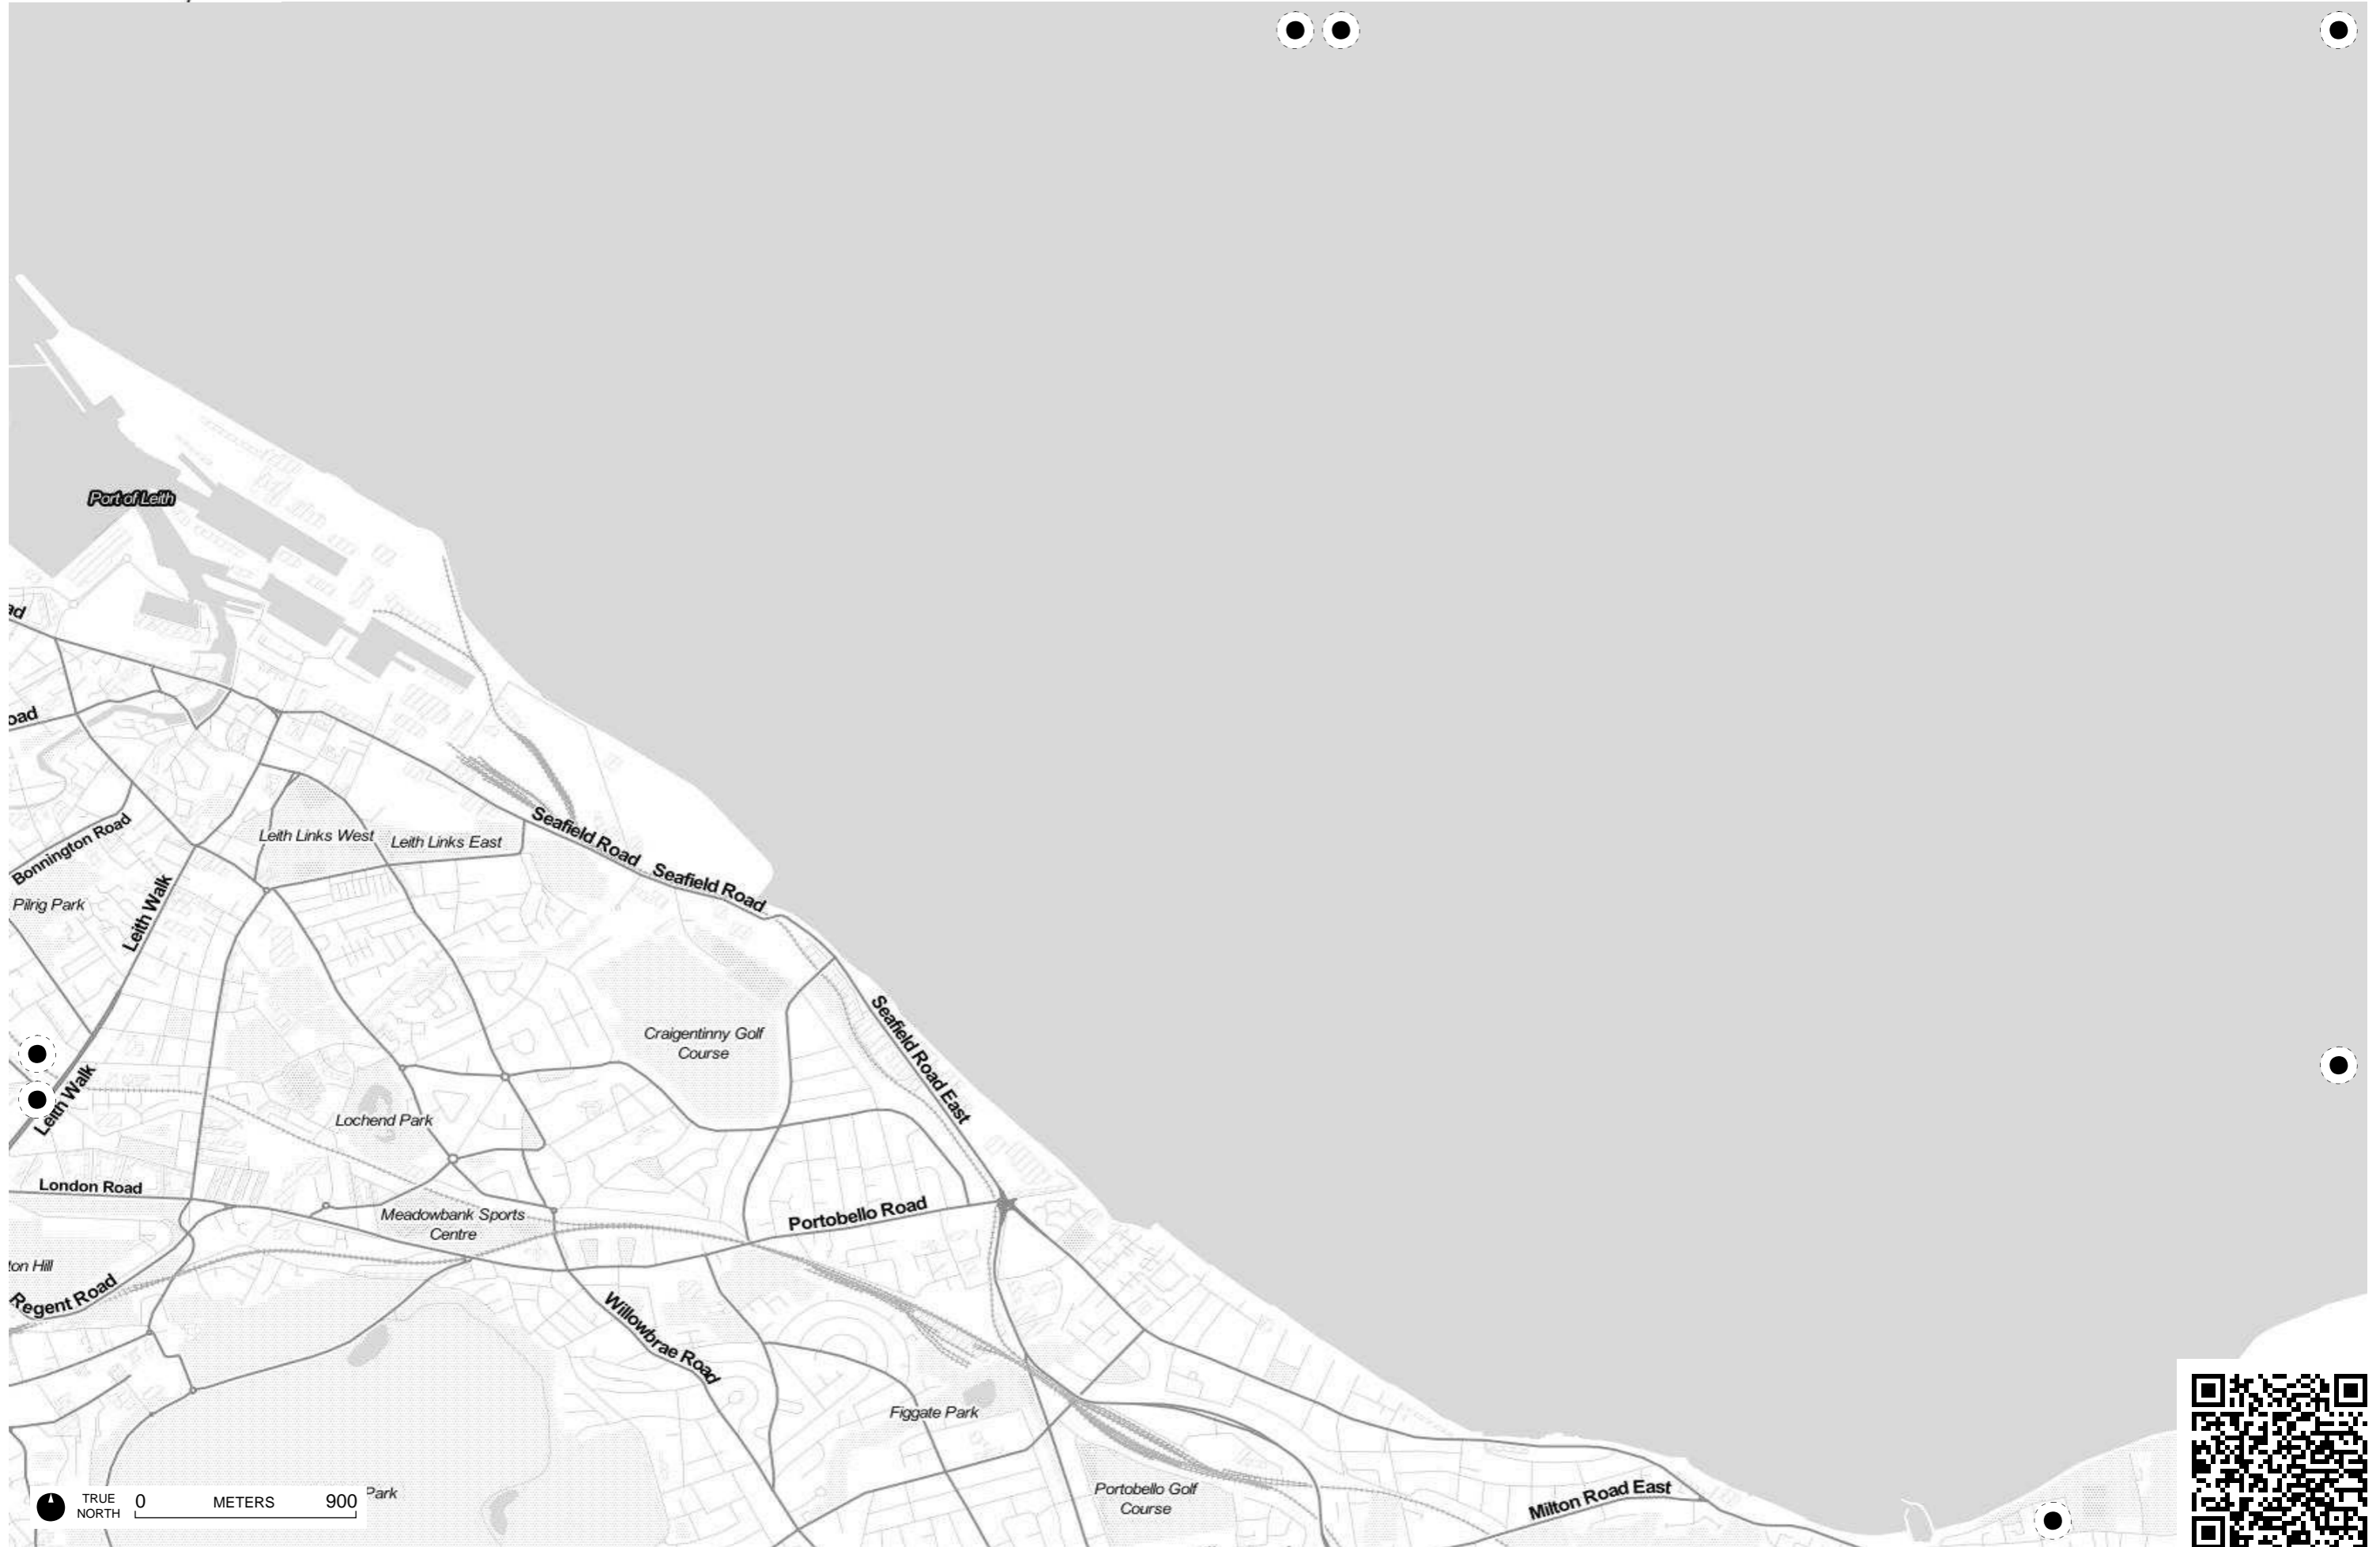 Port of Leith
ad
oad
Bonnington Road
Leith Links West
Leith Links East
Seafield Road
Seafield Road
Pilrig Park
Leith Walk
Craigentinny Golf
Course
Seafield Road East
Leith Walk
Lochend Park
London Road
Meadowbank Sports
Centre
Portobello Road
ton Hill
Regent Road
Willowbrae Road
Figgate Park
Portobello Golf
Course
Milton Road East
Park
TRUE
NORTH
0 METERS 900